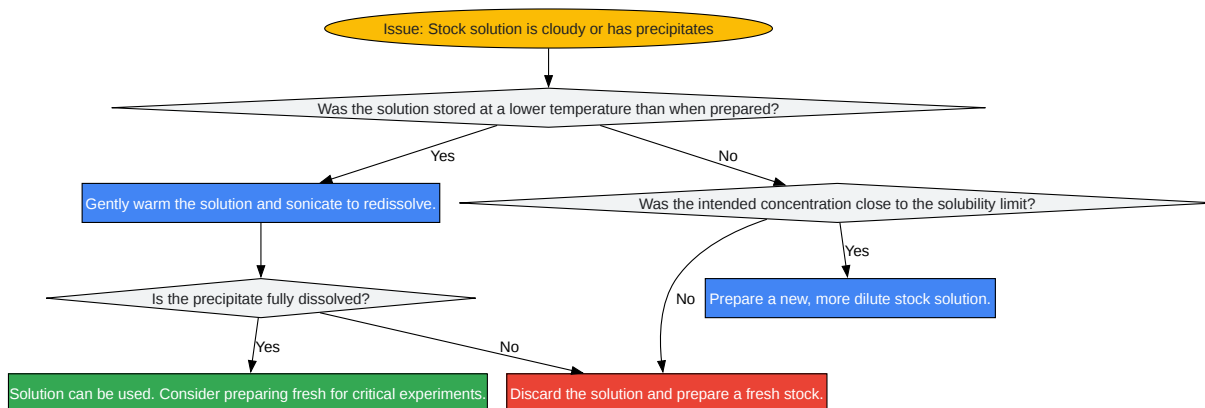 Issue: Stock solution is cloudy or has precipitates
Was the solution stored at a lower temperature than when prepared?
Yes
No
Gently warm the solution and sonicate to redissolve.
Was the intended concentration close to the solubility limit?
Yes
Is the precipitate fully dissolved?
No
Prepare a new, more dilute stock solution.
Yes
No
Solution can be used. Consider preparing fresh for critical experiments.
Discard the solution and prepare a fresh stock.